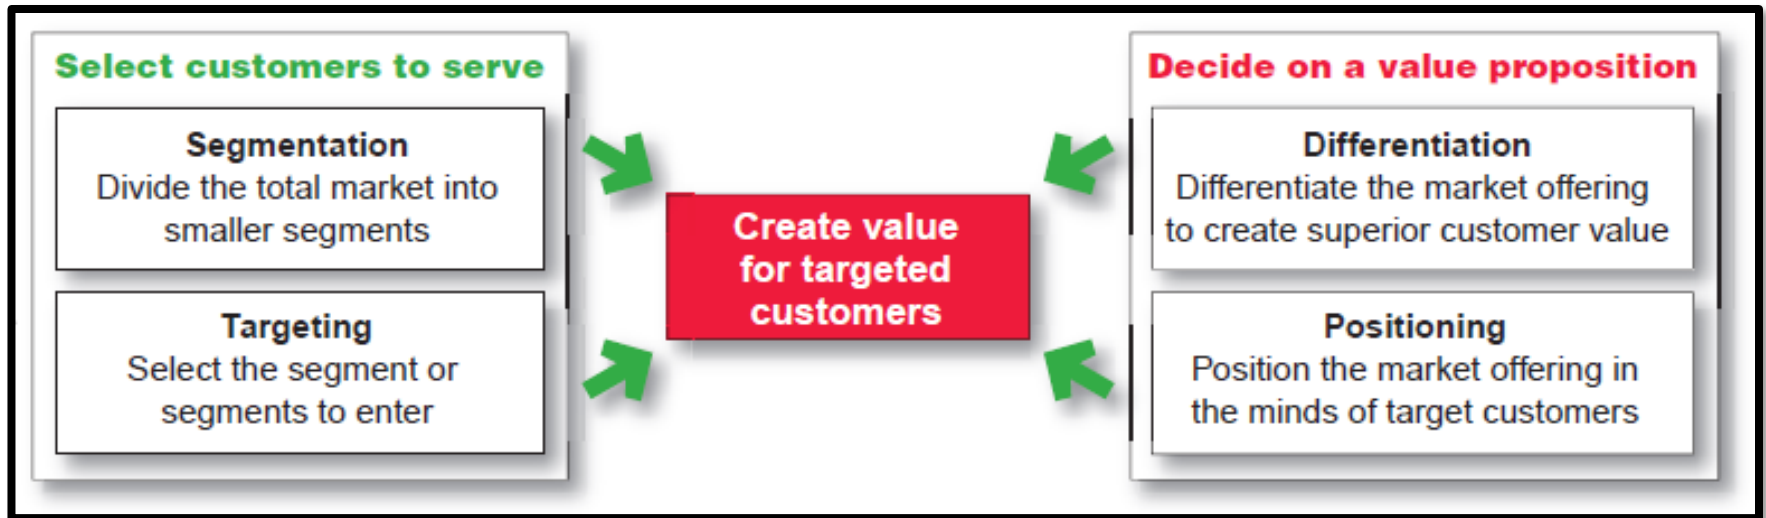 Select customers to serve
Segmentation
Divide the total market into
smaller segments
Targeting
Select the segment or
segments to enter
Create value
for targeted
customers
Decide on a value proposition
Differentiation
Differentiate the market offering
to create superior customer value
Positioning
Position the market offering in
the minds of target customers